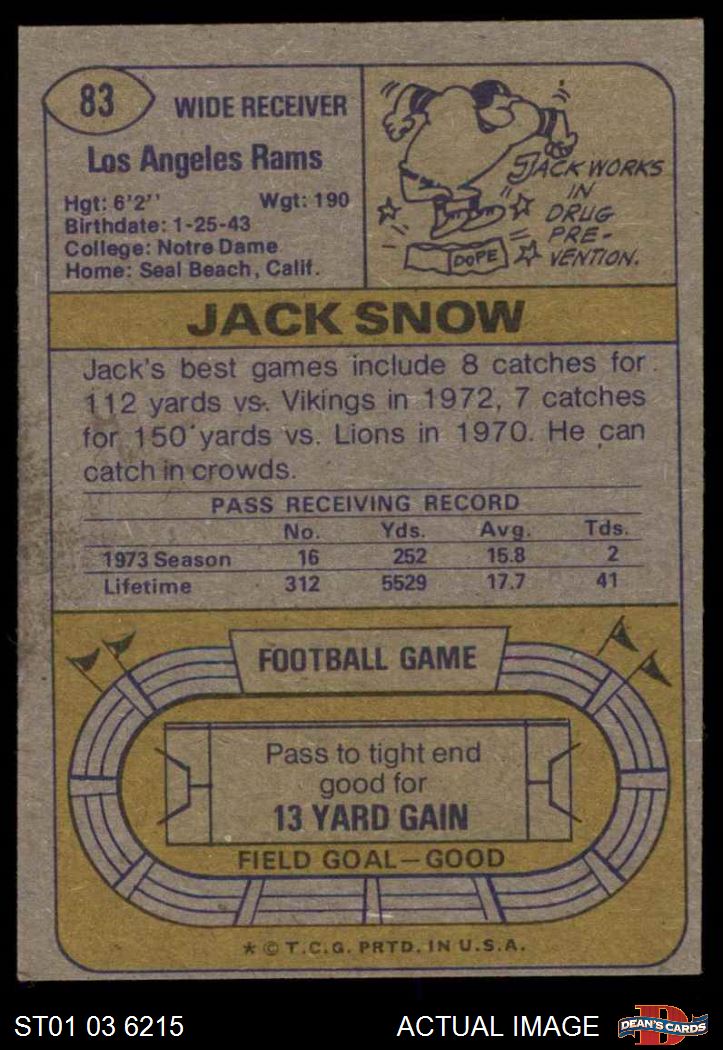 83
WIDE RECEIVER
Los Angeles Rams
Hgt: 6'2'' Wgt: 190
Birthdate: 1-25-43
College: Notre Dame
Home: Seal Beach, Calif.
JACK WORKS
IN
DRUG
PRE-
VENTION.
DOPE
JACK SNOW
Jack's best games include 8 catches for
112 yards vs. Vikings in 1972, 7 catches
for 150 yards vs. Lions in 1970. He can
catch in crowds.
PASS RECEIVING RECORD
No. Yds. Avg. Tds.
1973 Season 16 252 15.8 2
Lifetime 312 5529 17.7 41
FOOTBALL GAME
Pass to tight end
good for
13 YARD GAIN
FIELD GOAL—GOOD
* © T.C.G. PRTD. IN U.S.A.
ST01 03 6215
ACTUAL IMAGE
D
DEAN'S CARDS